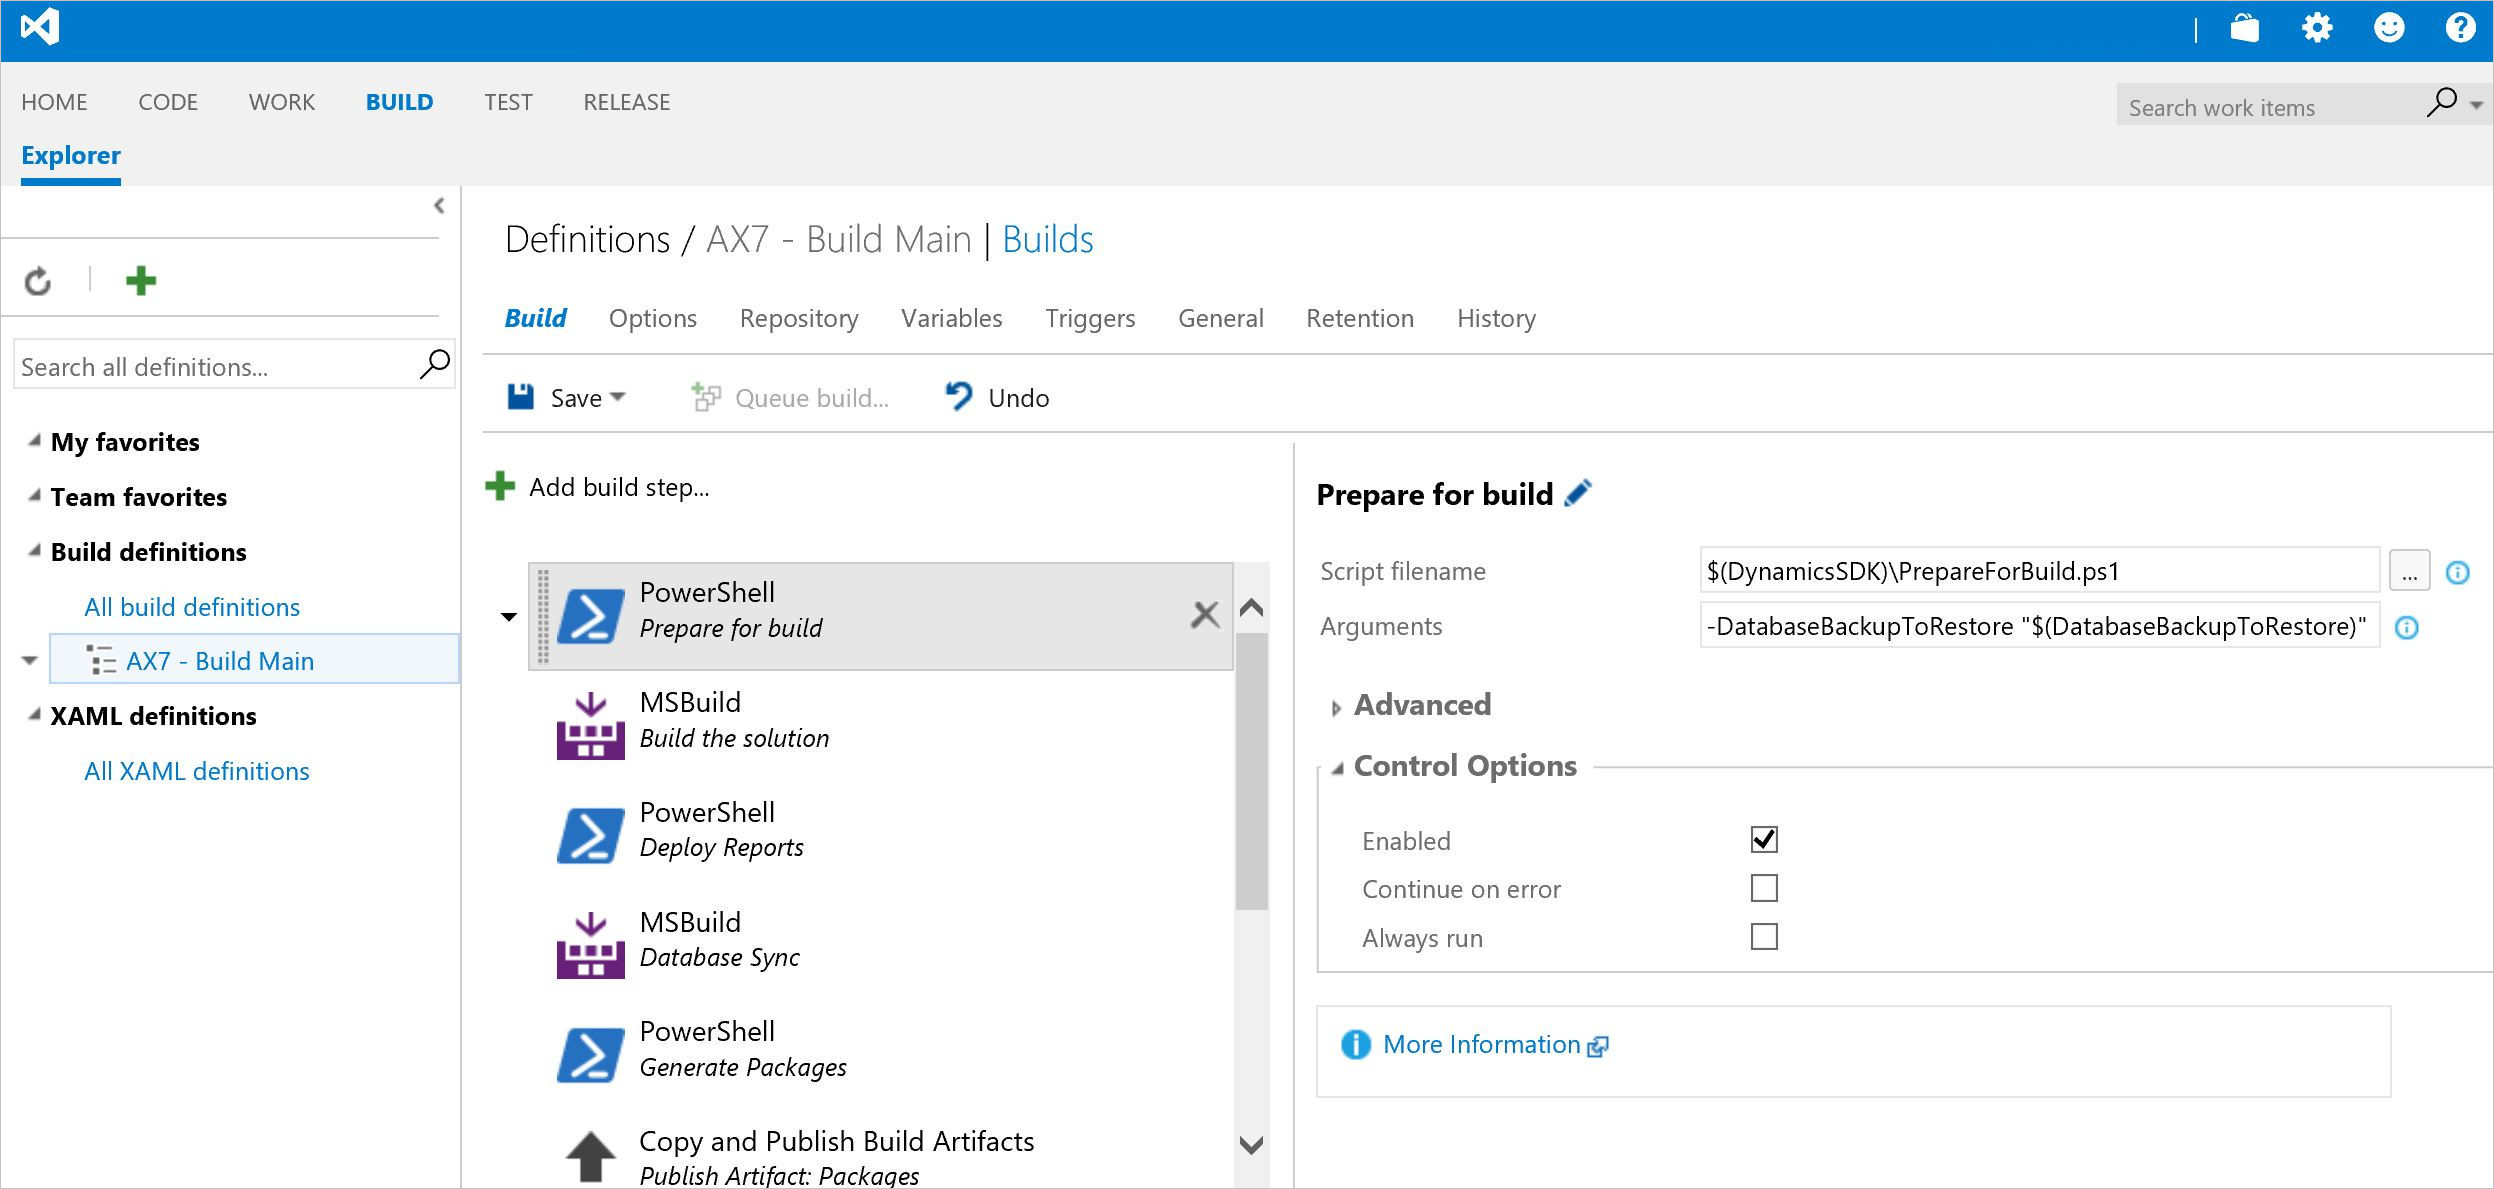 HOME CODE WORK BUILD TEST RELEASE
Search work items
Explorer
Definitions / AX7 - Build Main | Builds
Build Options Repository Variables Triggers General Retention History
Search all definitions...
Save Queue build... Undo
My favorites
Team favorites
Build definitions
All build definitions
AX7 - Build Main
XAML definitions
All XAML definitions
Add build step...
PowerShell
Prepare for build
MSBuild
Build the solution
PowerShell
Deploy Reports
MSBuild
Database Sync
PowerShell
Generate Packages
Copy and Publish Build Artifacts
Publish Artifact: Packages
Prepare for build
Script filename $(DynamicsSDK)\PrepareForBuild.ps1 ...
Arguments -DatabaseBackupToRestore "$(DatabaseBackupToRestore)"
Advanced
Control Options
Enabled
Continue on error
Always run
More Information